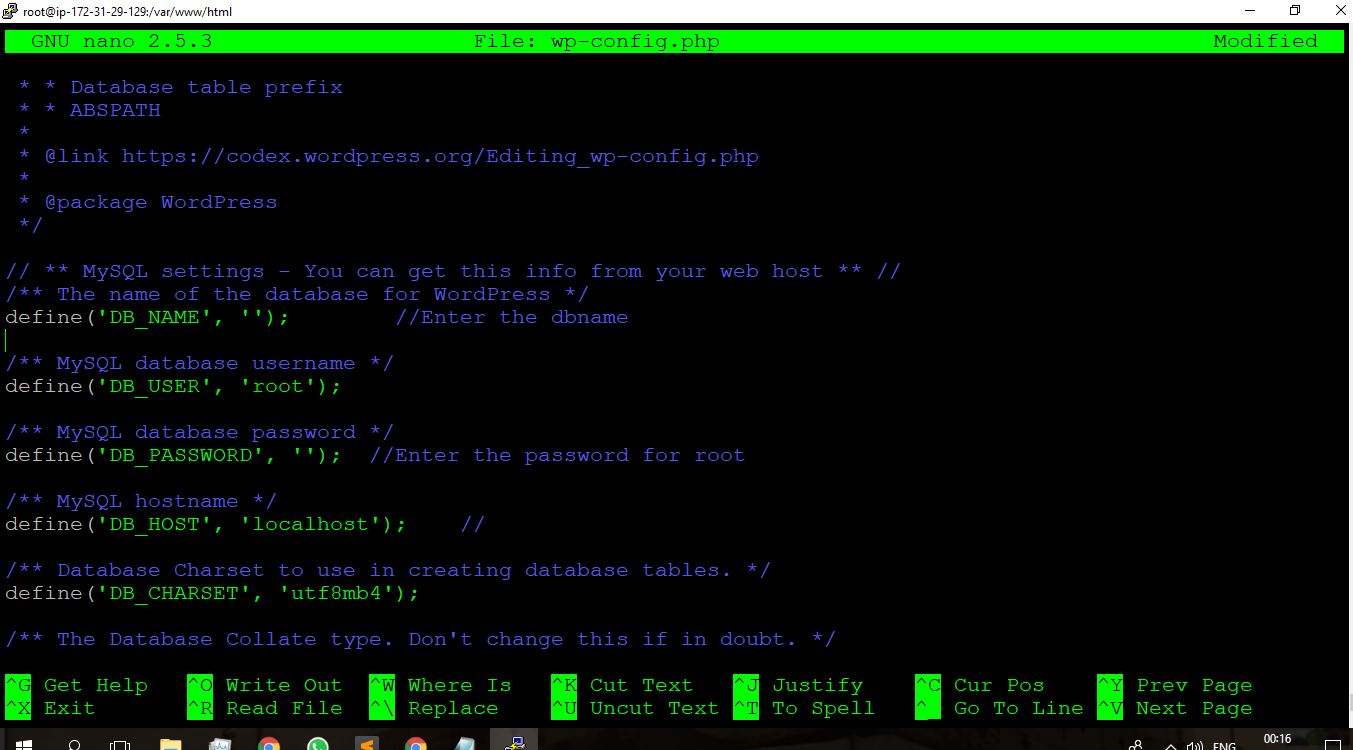 root@ip-172-31-29-129:/var/www/html
GNU nano 2.5.3 File: wp-config.php Modified
* * Database table prefix
* * ABSPATH
*
* @link https://codex.wordpress.org/Editing_wp-config.php
*
* @package WordPress
*/
// ** MySQL settings - You can get this info from your web host ** //
/** The name of the database for WordPress */
define('DB_NAME', ''); //Enter the dbname
/** MySQL database username */
define('DB_USER', 'root');
/** MySQL database password */
define('DB_PASSWORD', ''); //Enter the password for root
/** MySQL hostname */
define('DB_HOST', 'localhost'); //
/** Database Charset to use in creating database tables. */
define('DB_CHARSET', 'utf8mb4');
/** The Database Collate type. Don't change this if in doubt. */
^G Get Help ^O Write Out ^W Where Is ^K Cut Text ^J Justify ^C Cur Pos ^Y Prev Page
^X Exit ^R Read File ^\ Replace ^U Uncut Text ^T To Spell ^_ Go To Line ^V Next Page
ENG 00:16